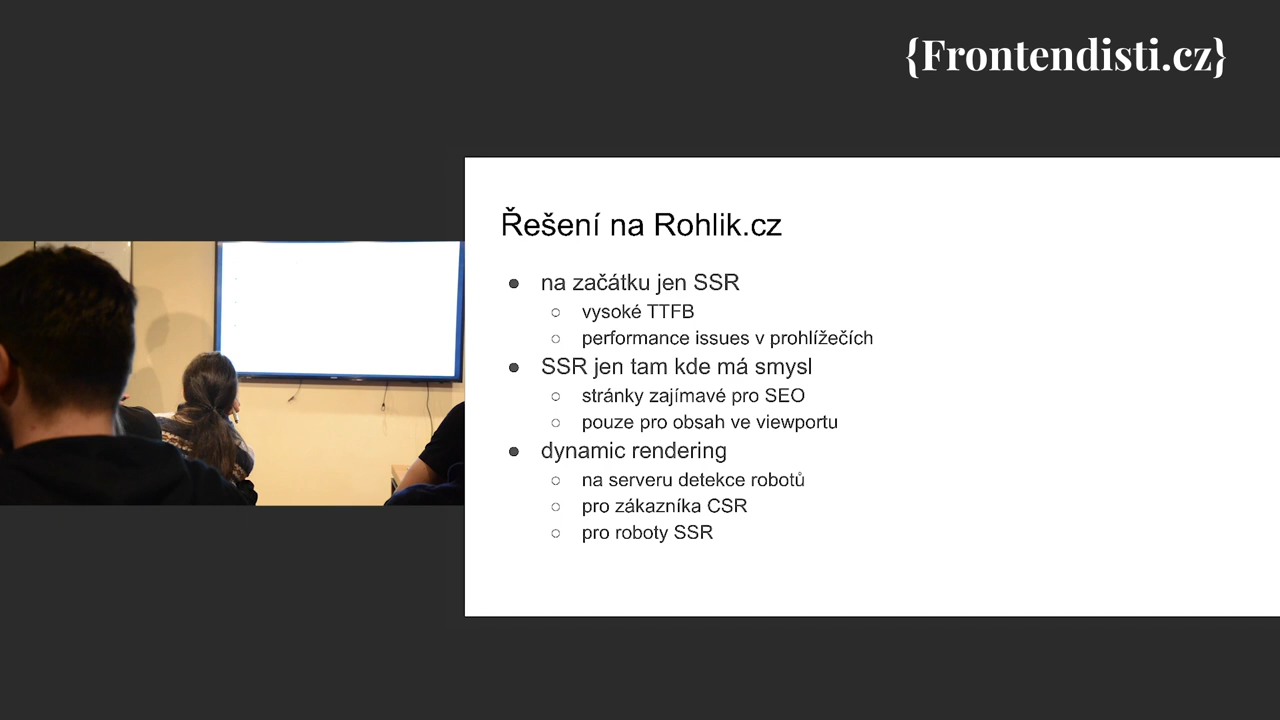 {Frontendisti.cz}
Řešení na Rohlik.cz
● na začátku jen SSR
○ vysoké TTFB
○ performance issues v prohlížečích
● SSR jen tam kde má smysl
○ stránky zajímavé pro SEO
○ pouze pro obsah ve viewportu
● dynamic rendering
○ na serveru detekce robotů
○ pro zákazníka CSR
○ pro roboty SSR